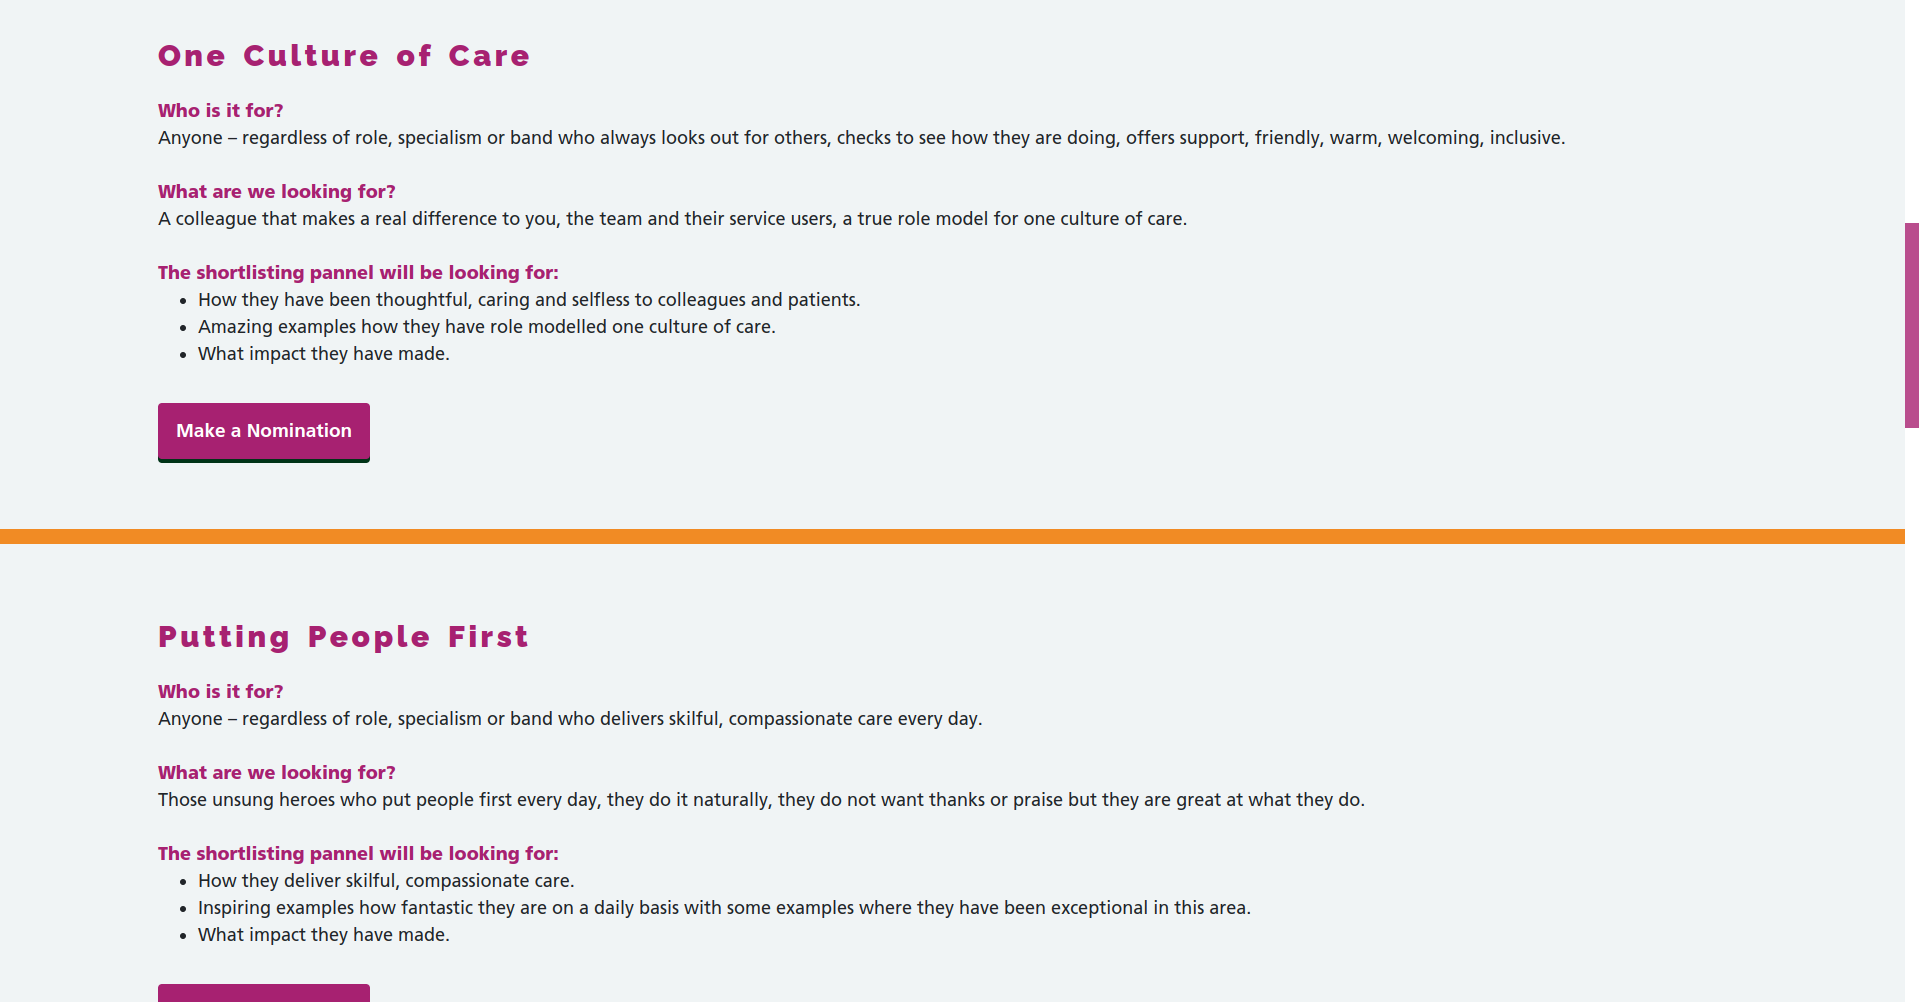 One Culture of Care
Who is it for?
Anyone – regardless of role, specialism or band who always looks out for others, checks to see how they are doing, offers support, friendly, warm, welcoming, inclusive.
What are we looking for?
A colleague that makes a real difference to you, the team and their service users, a true role model for one culture of care.
The shortlisting pannel will be looking for:
• How they have been thoughtful, caring and selfless to colleagues and patients.
• Amazing examples how they have role modelled one culture of care.
• What impact they have made.
Make a Nomination
Putting People First
Who is it for?
Anyone – regardless of role, specialism or band who delivers skilful, compassionate care every day.
What are we looking for?
Those unsung heroes who put people first every day, they do it naturally, they do not want thanks or praise but they are great at what they do.
The shortlisting pannel will be looking for:
• How they deliver skilful, compassionate care.
• Inspiring examples how fantastic they are on a daily basis with some examples where they have been exceptional in this area.
• What impact they have made.